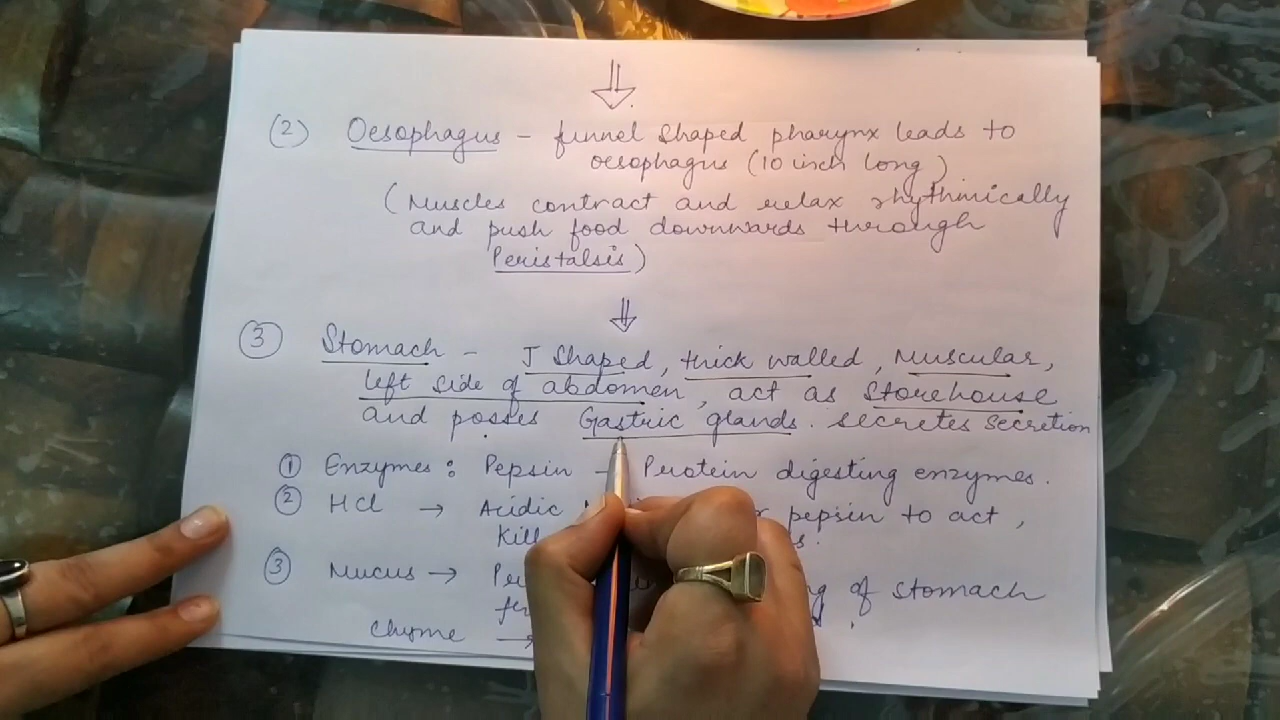 (2) Oesophagus - funnel shaped pharynx leads to
oesophagus (10 inch long)
(Muscles contract and relax rhythmically
and push food downwards through
Peristalsis)
(3) Stomach - J shaped, thick walled, Muscular,
left side of abdomen, act as Storehouse
and posses Gastric glands. secretes secretion
(1) Enzymes: Pepsin - Protein digesting enzymes.
(2) HCl → Acidic pepsin to act,
Kill
(3) Mucus → of stomach
Chyme →